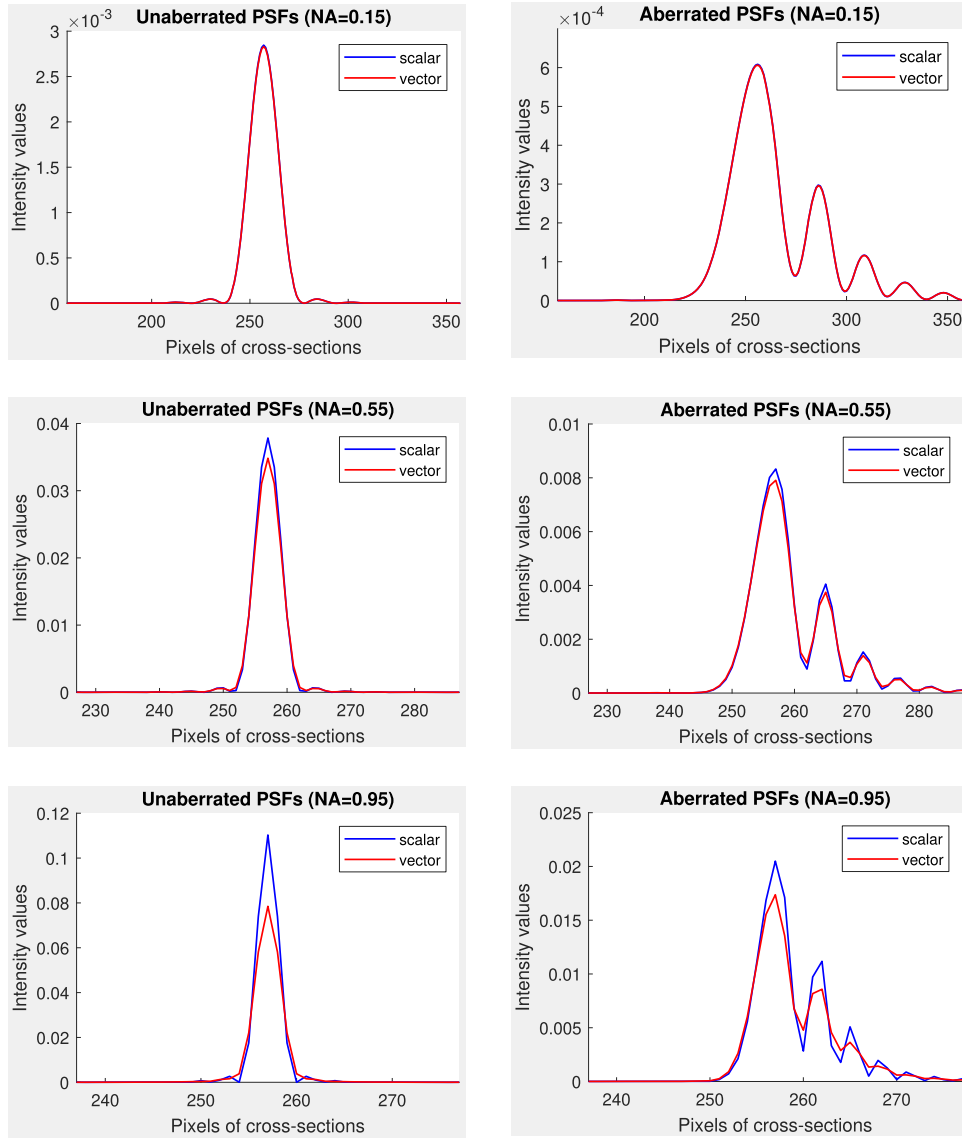 Unaberrated PSFs (NA=0.15)
×10-3
3
2.5
2
1.5
1
0.5
0
Intensity values
200 250 300 350
Pixels of cross-sections
scalar
vector
Aberrated PSFs (NA=0.15)
×10-4
6
4
2
0
Intensity values
200 250 300 350
Pixels of cross-sections
scalar
vector
Unaberrated PSFs (NA=0.55)
0.04
0.03
0.02
0.01
0
Intensity values
230 240 250 260 270 280
Pixels of cross-sections
scalar
vector
Aberrated PSFs (NA=0.55)
0.01
0.008
0.006
0.004
0.002
0
Intensity values
230 240 250 260 270 280
Pixels of cross-sections
scalar
vector
Unaberrated PSFs (NA=0.95)
0.12
0.1
0.08
0.06
0.04
0.02
0
Intensity values
240 250 260 270
Pixels of cross-sections
scalar
vector
Aberrated PSFs (NA=0.95)
0.025
0.02
0.015
0.01
0.005
0
Intensity values
240 250 260 270
Pixels of cross-sections
scalar
vector